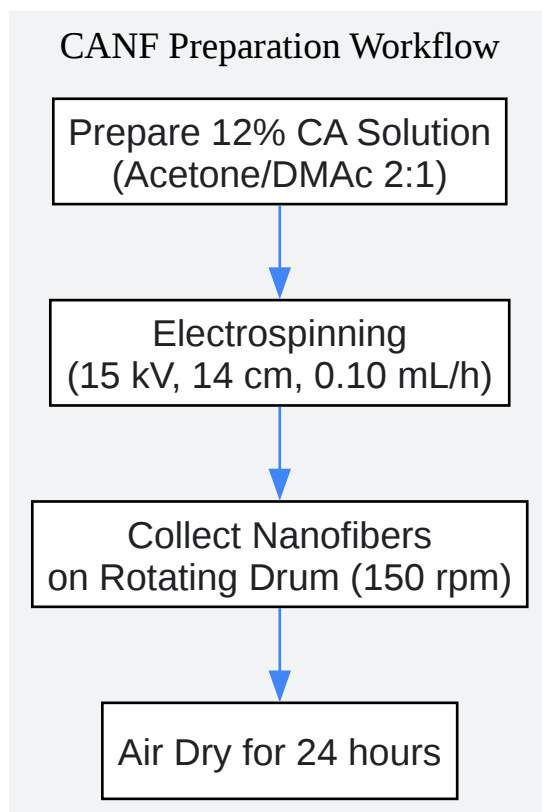 CANF Preparation Workflow
Prepare 12% CA Solution
(Acetone/DMAc 2:1)
Electrospinning
(15 kV, 14 cm, 0.10 mL/h)
Collect Nanofibers
on Rotating Drum (150 rpm)
Air Dry for 24 hours